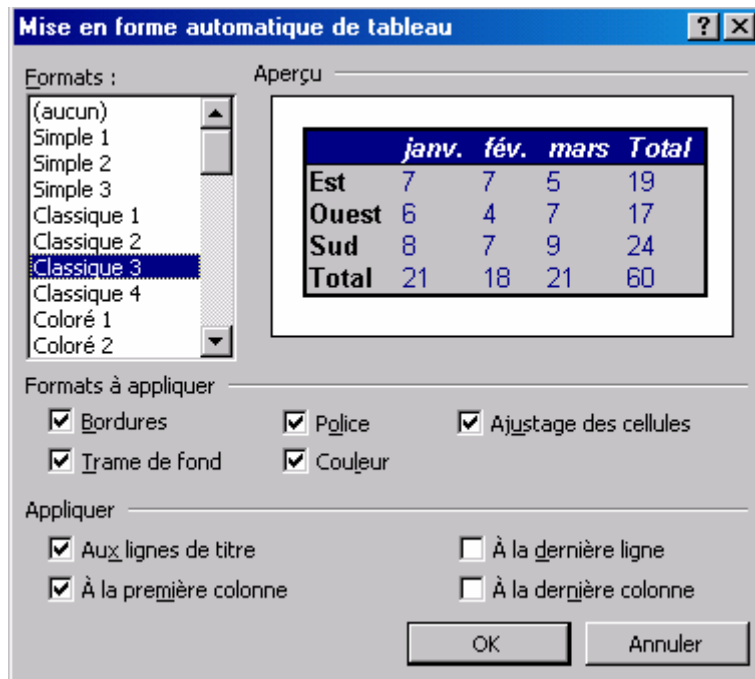 Mise en forme automatique de tableau
Formats :
(aucun)
Simple 1
Simple 2
Simple 3
Classique 1
Classique 2
Classique 3
Classique 4
Coloré 1
Coloré 2
Aperçu
janv. fév. mars Total
Est 7 7 5 19
Ouest 6 4 7 17
Sud 8 7 9 24
Total 21 18 21 60
Formats à appliquer
Bordures Police Ajustage des cellules
Trame de fond Couleur
Appliquer
Aux lignes de titre À la dernière ligne
À la première colonne À la dernière colonne
OK Annuler